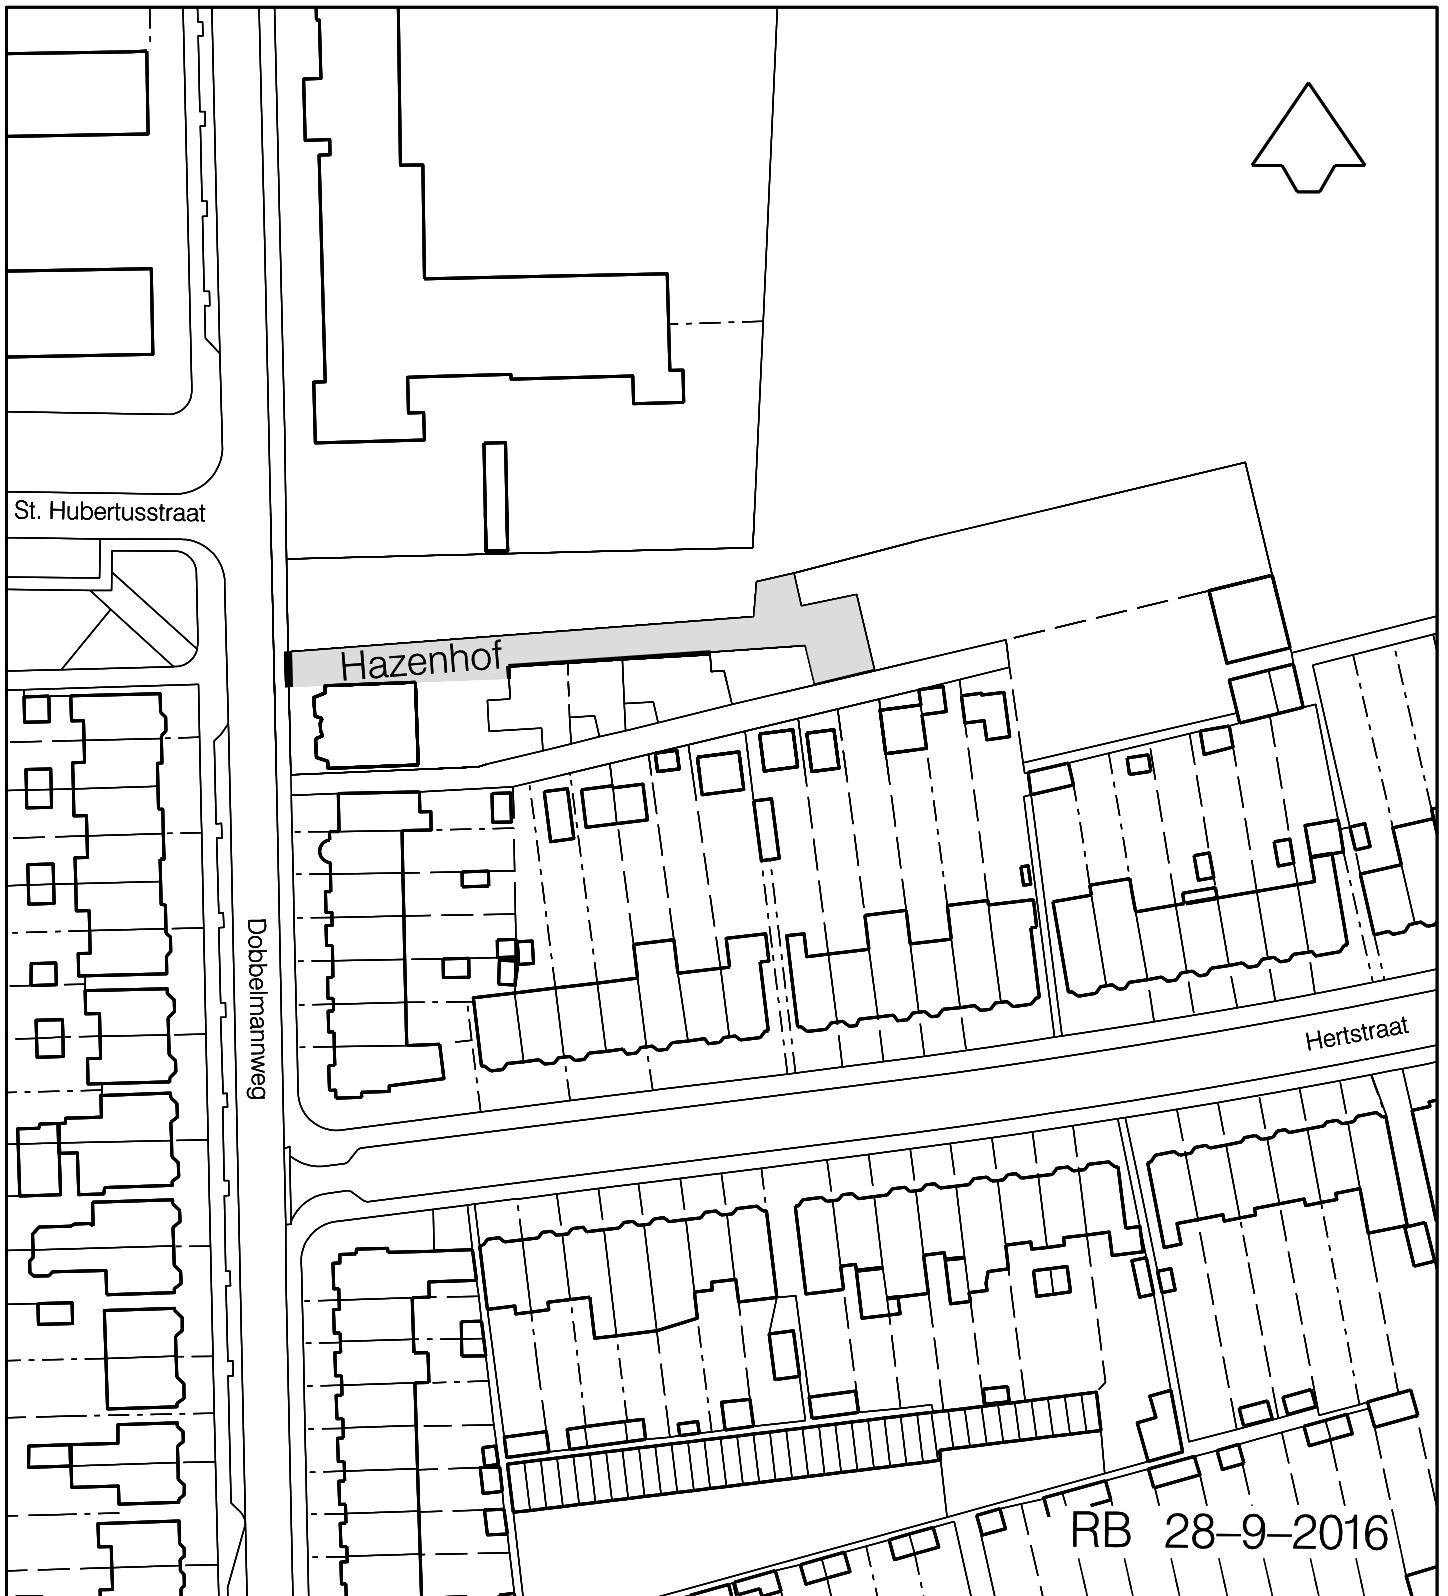 St. Hubertusstraat
Hazenhof
Dobbelmannweg
Hertstraat
RB 28-9-2016